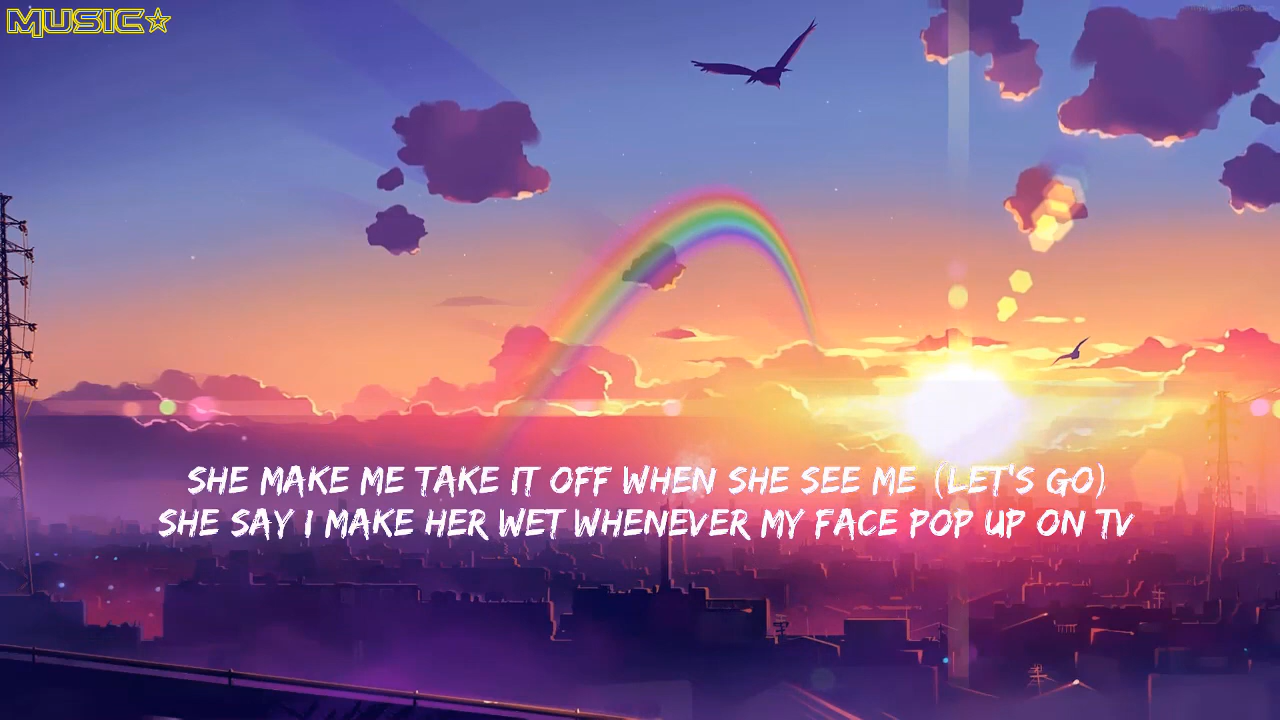 MUSIC☆
SHE MAKE ME TAKE IT OFF WHEN SHE SEE ME (LET'S GO)
SHE SAY I MAKE HER WET WHENEVER MY FACE POP UP ON TV